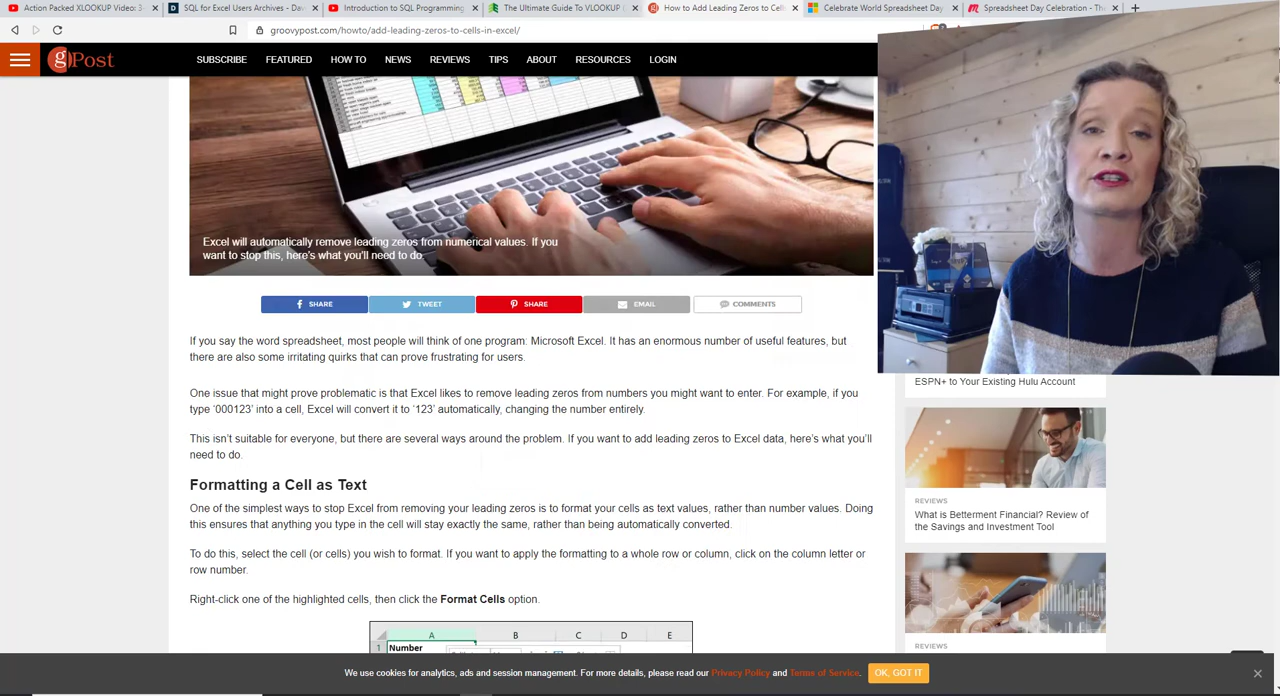 Action Packed XLOOKUP Video: 3
SQL for Excel Users Archives - Dav
Introduction to SQL Programming
The Ultimate Guide To VLOOKUP (
How to Add Leading Zeros to Cells
Celebrate World Spreadsheet Day
Spreadsheet Day Celebration - Th
groovypost.com/howto/add-leading-zeros-to-cells-in-excel/
gPost
SUBSCRIBE FEATURED HOW TO NEWS REVIEWS TIPS ABOUT RESOURCES LOGIN
Excel will automatically remove leading zeros from numerical values. If you
want to stop this, here's what you'll need to do.
SHARE TWEET SHARE EMAIL COMMENTS
If you say the word spreadsheet, most people will think of one program: Microsoft Excel. It has an enormous number of useful features, but
there are also some irritating quirks that can prove frustrating for users.
One issue that might prove problematic is that Excel likes to remove leading zeros from numbers you might want to enter. For example, if you
type '000123' into a cell, Excel will convert it to '123' automatically, changing the number entirely.
This isn't suitable for everyone, but there are several ways around the problem. If you want to add leading zeros to Excel data, here's what you'll
need to do.
Formatting a Cell as Text
One of the simplest ways to stop Excel from removing your leading zeros is to format your cells as text values, rather than number values. Doing
this ensures that anything you type in the cell will stay exactly the same, rather than being automatically converted.
To do this, select the cell (or cells) you wish to format. If you want to apply the formatting to a whole row or column, click on the column letter or
row number.
Right-click one of the highlighted cells, then click the Format Cells option.
A B C D E
1 Number
ESPN+ to Your Existing Hulu Account
REVIEWS
What is Betterment Financial? Review of
the Savings and Investment Tool
REVIEWS
We use cookies for analytics, ads and session management. For more details, please read our Privacy Policy and Terms of Service. OK, GOT IT